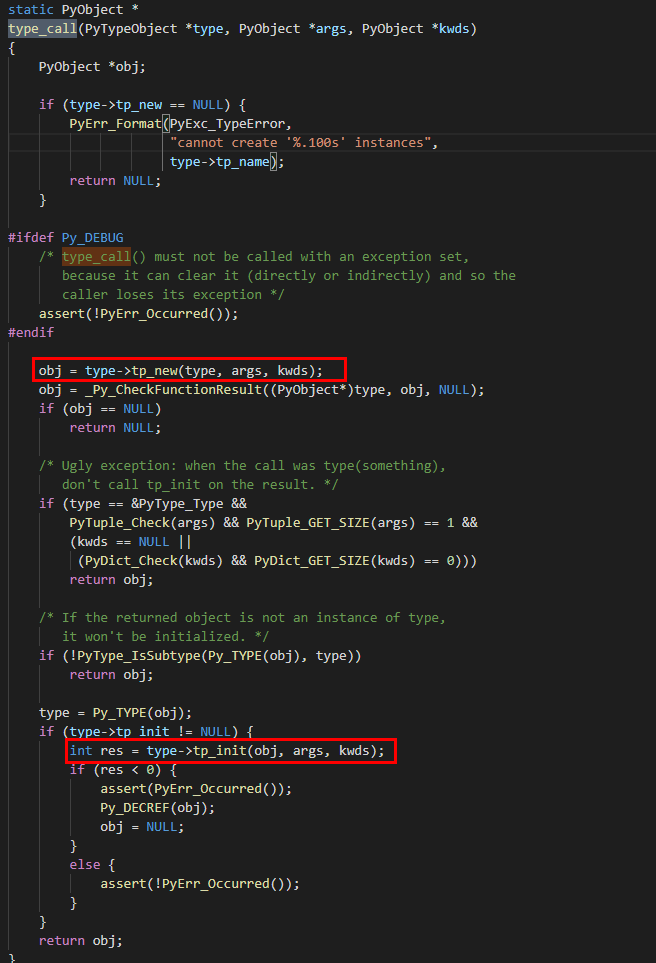 static PyObject *
type_call(PyTypeObject *type, PyObject *args, PyObject *kwds)
{
    PyObject *obj;

    if (type->tp_new == NULL) {
        PyErr_Format(PyExc_TypeError,
                     "cannot create '%.100s' instances",
                     type->tp_name);
        return NULL;
    }

#ifdef Py_DEBUG
    /* type_call() must not be called with an exception set,
       because it can clear it (directly or indirectly) and so the
       caller loses its exception */
    assert(!PyErr_Occurred());
#endif

    obj = type->tp_new(type, args, kwds);
    obj = _Py_CheckFunctionResult((PyObject*)type, obj, NULL);
    if (obj == NULL)
        return NULL;

    /* Ugly exception: when the call was type(something),
       don't call tp_init on the result. */
    if (type == &PyType_Type &&
        PyTuple_Check(args) && PyTuple_GET_SIZE(args) == 1 &&
        (kwds == NULL ||
         (PyDict_Check(kwds) && PyDict_GET_SIZE(kwds) == 0)))
        return obj;

    /* If the returned object is not an instance of type,
       it won't be initialized. */
    if (!PyType_IsSubtype(Py_TYPE(obj), type))
        return obj;

    type = Py_TYPE(obj);
    if (type->tp_init != NULL) {
        int res = type->tp_init(obj, args, kwds);
        if (res < 0) {
            assert(PyErr_Occurred());
            Py_DECREF(obj);
            obj = NULL;
        }
        else {
            assert(!PyErr_Occurred());
        }
    }
    return obj;
}